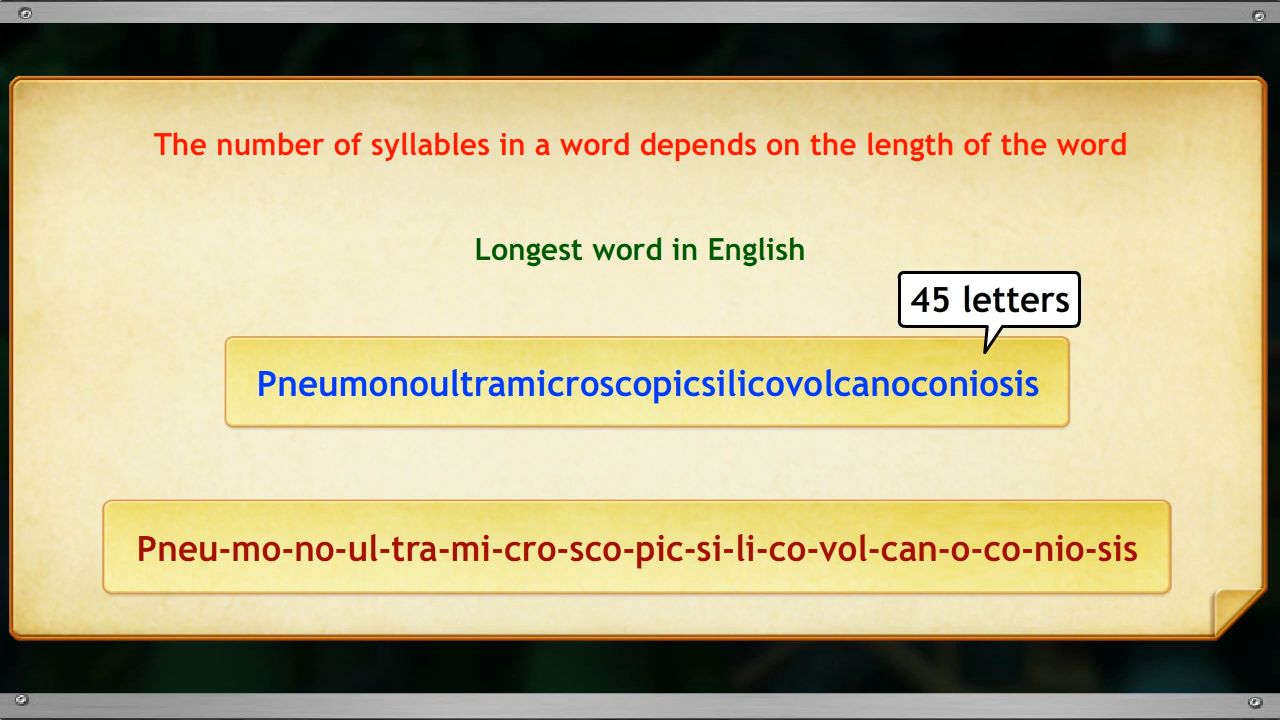 The number of syllables in a word depends on the length of the word
Longest word in English
45 letters
Pneumonoultramicroscopicsilicovolcanoconiosis
Pneu-mo-no-ul-tra-mi-cro-sco-pic-si-li-co-vol-can-o-co-nio-sis